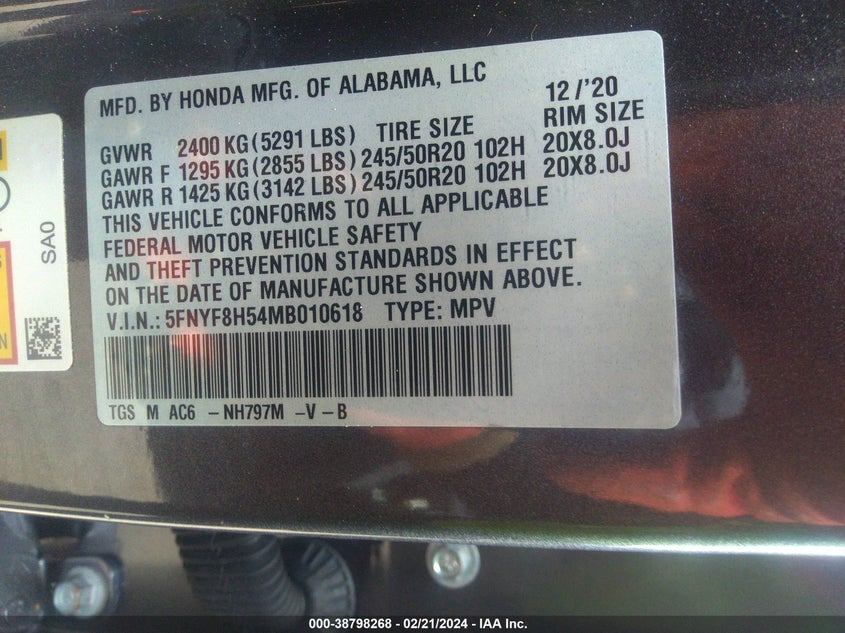 MFD. BY HONDA MFG. OF ALABAMA, LLC 12/'20
GVWR 2400 KG (5291 LBS) TIRE SIZE RIM SIZE
GAWR F 1295 KG (2855 LBS) 245/50R20 102H 20X8.0J
GAWR R 1425 KG (3142 LBS) 245/50R20 102H 20X8.0J
THIS VEHICLE CONFORMS TO ALL APPLICABLE
FEDERAL MOTOR VEHICLE SAFETY
AND THEFT PREVENTION STANDARDS IN EFFECT
ON THE DATE OF MANUFACTURE SHOWN ABOVE.
V.I.N.: 5FNYF8H54MB010618 TYPE: MPV
TGS M AC6 -NH797M -V -B
SA0
000-38798268 - 02/21/2024 - IAA Inc.